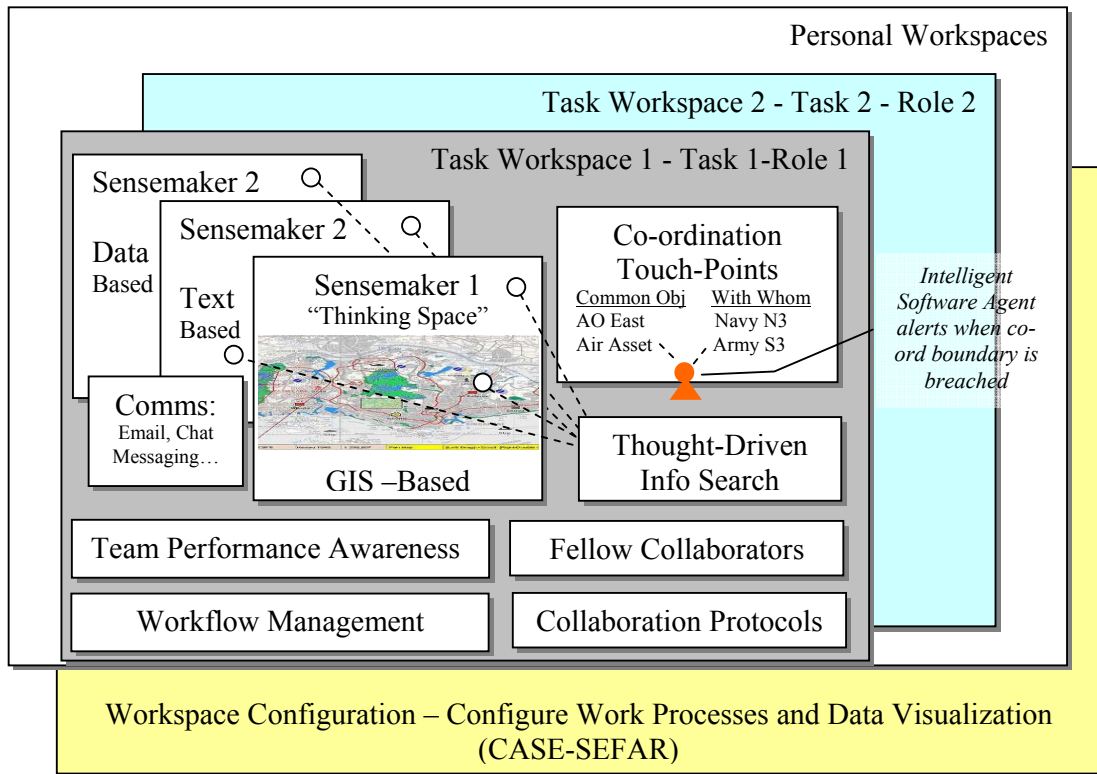 Personal Workspaces
Task Workspace 2 - Task 2 - Role 2
Task Workspace 1 - Task 1-Role 1
Sensemaker 2
Data
Based
Sensemaker 2
Text
Based
Sensemaker 1
“Thinking Space”
GIS –Based
Comms:
Email, Chat
Messaging…
Co-ordination
Touch-Points
Common Obj With Whom
AO East Navy N3
Air Asset Army S3
Intelligent
Software Agent
alerts when co-
ord boundary is
breached
Thought-Driven
Info Search
Team Performance Awareness
Fellow Collaborators
Workflow Management
Collaboration Protocols
Workspace Configuration – Configure Work Processes and Data Visualization
(CASE-SEFAR)